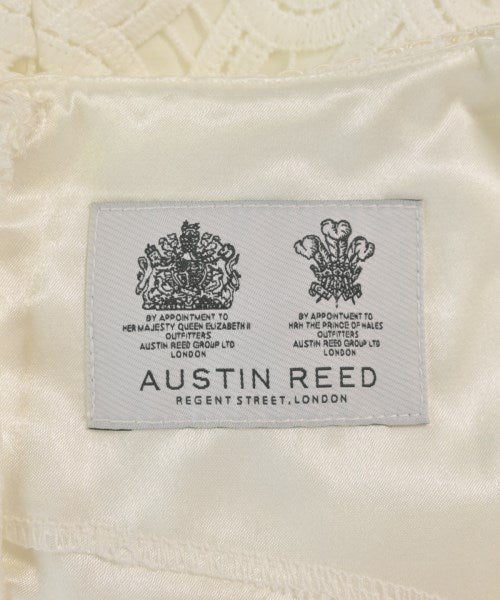 BY APPOINTMENT TO
HER MAJESTY QUEEN ELIZABETH II
OUTFITTERS
AUSTIN REED GROUP LTD
LONDON
BY APPOINTMENT TO
HRH THE PRINCE OF WALES
OUTFITTERS
AUSTIN REED GROUP LTD
LONDON
AUSTIN REED
REGENT STREET, LONDON